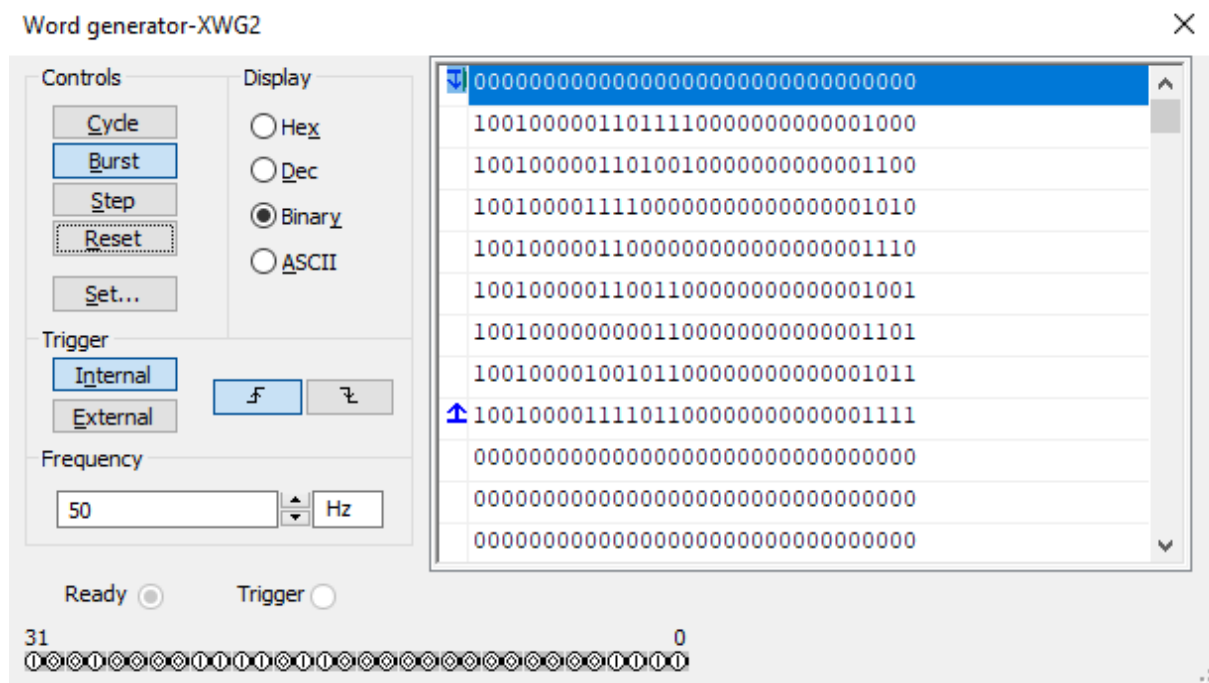 Word generator-XWG2
Controls
Cycle
Burst
Step
Reset
Set...
Display
Hex
Dec
Binary
ASCII
Trigger
Internal
External
Frequency
50
Hz
Ready
Trigger
00000000000000000000000000000000
10010000011011110000000000001000
10010000011010010000000000001100
10010000111100000000000000001010
10010000011000000000000000001110
10010000011001100000000000001001
10010000000001100000000000001101
10010000100101100000000000001011
10010000111101100000000000001111
00000000000000000000000000000000
00000000000000000000000000000000
00000000000000000000000000000000
31
0